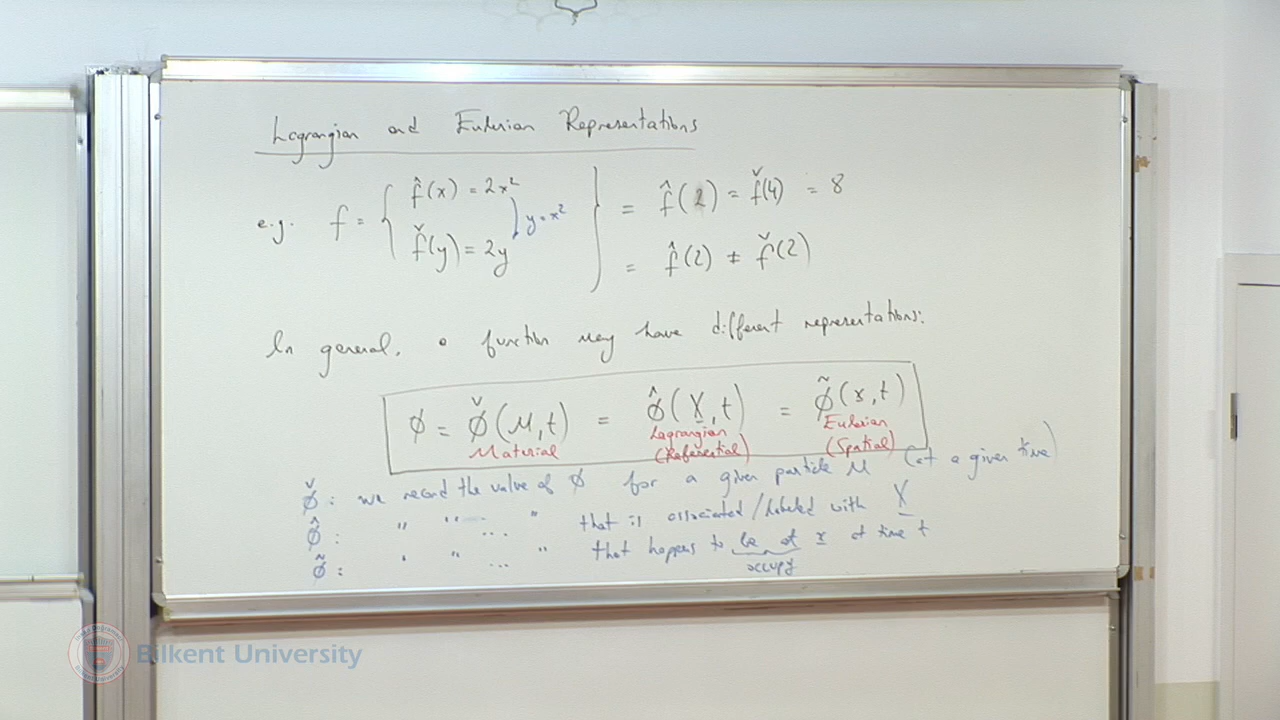 Lagrangian and Eulerian Representations
e.g. f = { f̂(x) = 2x² } = f̂(2) = f̌(4) = 8
y = x²
f̌(y) = 2y = f̂(2) ≠ f̌(2)
In general, a function may have different representations:
ϕ = ϕ̌(M,t) = ϕ̂(X,t) = ϕ̃(x,t)
Material Lagrangian (Referential) Eulerian (Spatial)
ϕ̌ : we record the value of ϕ for a given particle M (at a given time)
ϕ̂ : " " ... " that is associated/labeled with X
ϕ̃ : " " ... " that happens to be at x at time t
occupy
Bilkent University